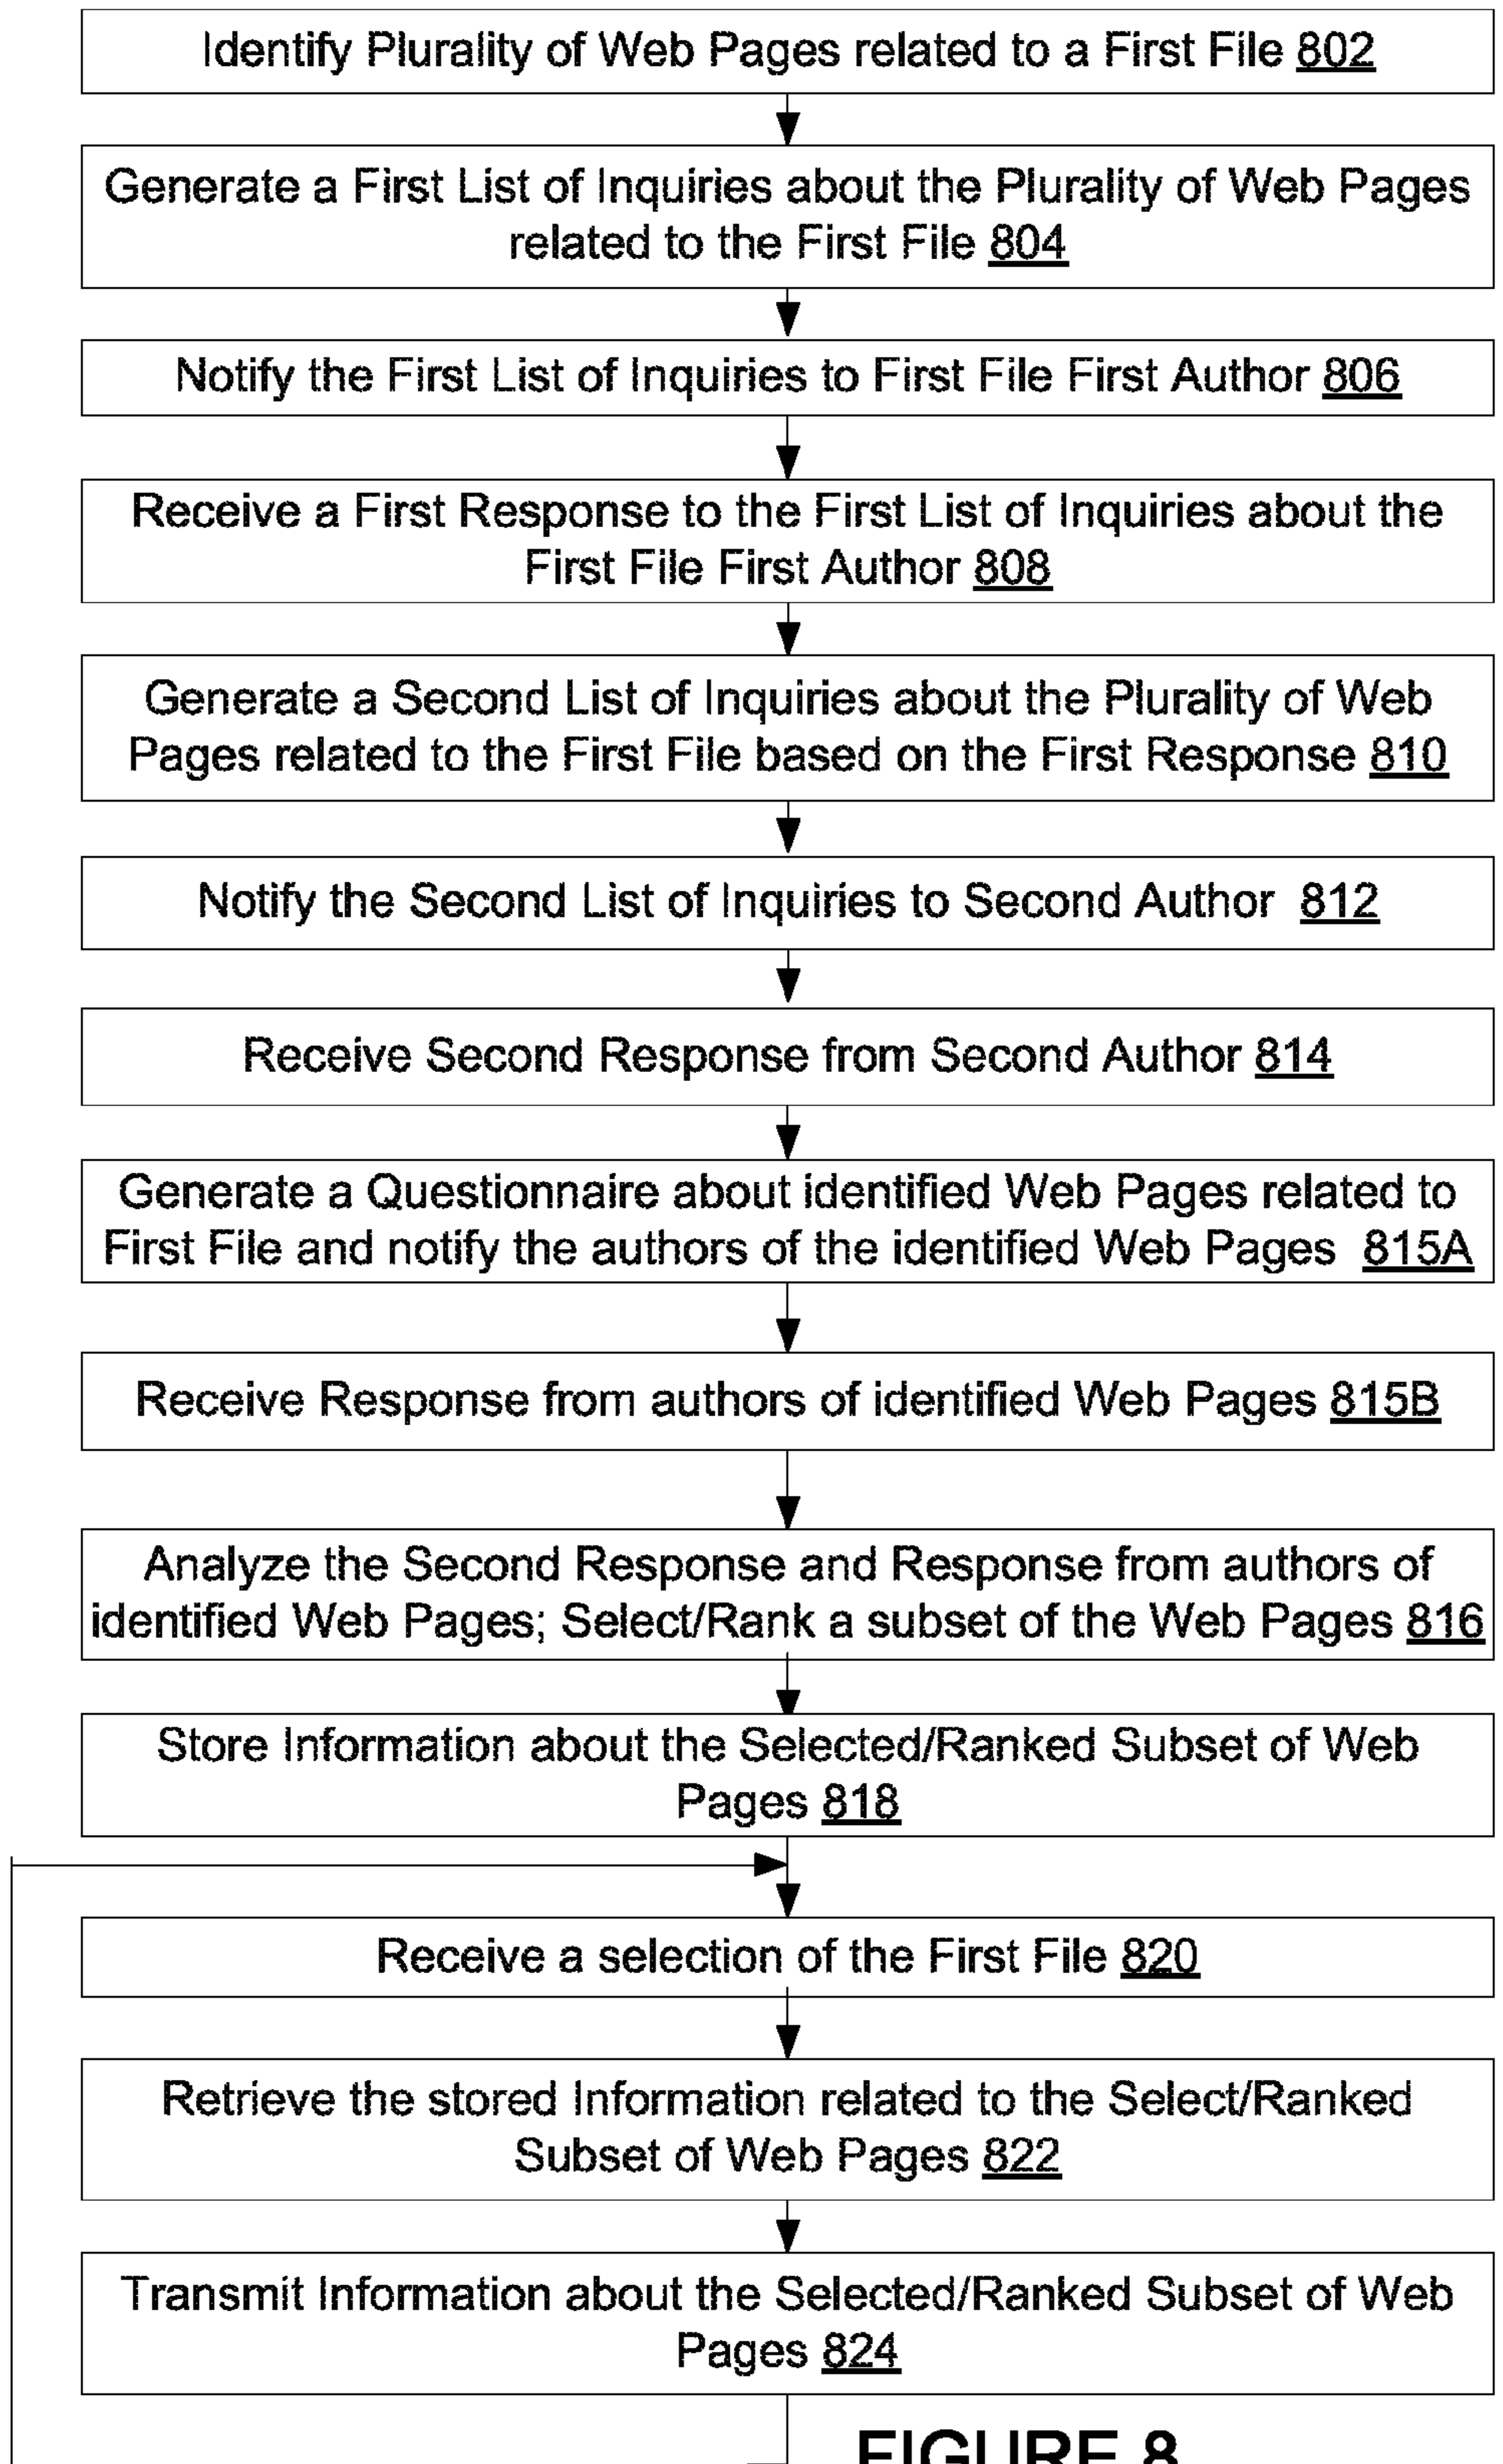 Identify Plurality of Web Pages related to a First File 802
Generate a First List of Inquiries about the Plurality of Web Pages
related to the First File 804
Notify the First List of Inquiries to First File First Author 806
Receive a First Response to the First List of Inquiries about the
First File First Author 808
Generate a Second List of Inquiries about the Plurality of Web
Pages related to the First File based on the First Response 810
Notify the Second List of Inquiries to Second Author 812
Receive Second Response from Second Author 814
Generate a Questionnaire about identified Web Pages related to
First File and notify the authors of the identified Web Pages 815A
Receive Response from authors of identified Web Pages 815B
Analyze the Second Response and Response from authors of
identified Web Pages; Select/Rank a subset of the Web Pages 816
Store Information about the Selected/Ranked Subset of Web
Pages 818
Receive a selection of the First File 820
Retrieve the stored Information related to the Select/Ranked
Subset of Web Pages 822
Transmit Information about the Selected/Ranked Subset of Web
Pages 824
FIGURE 8